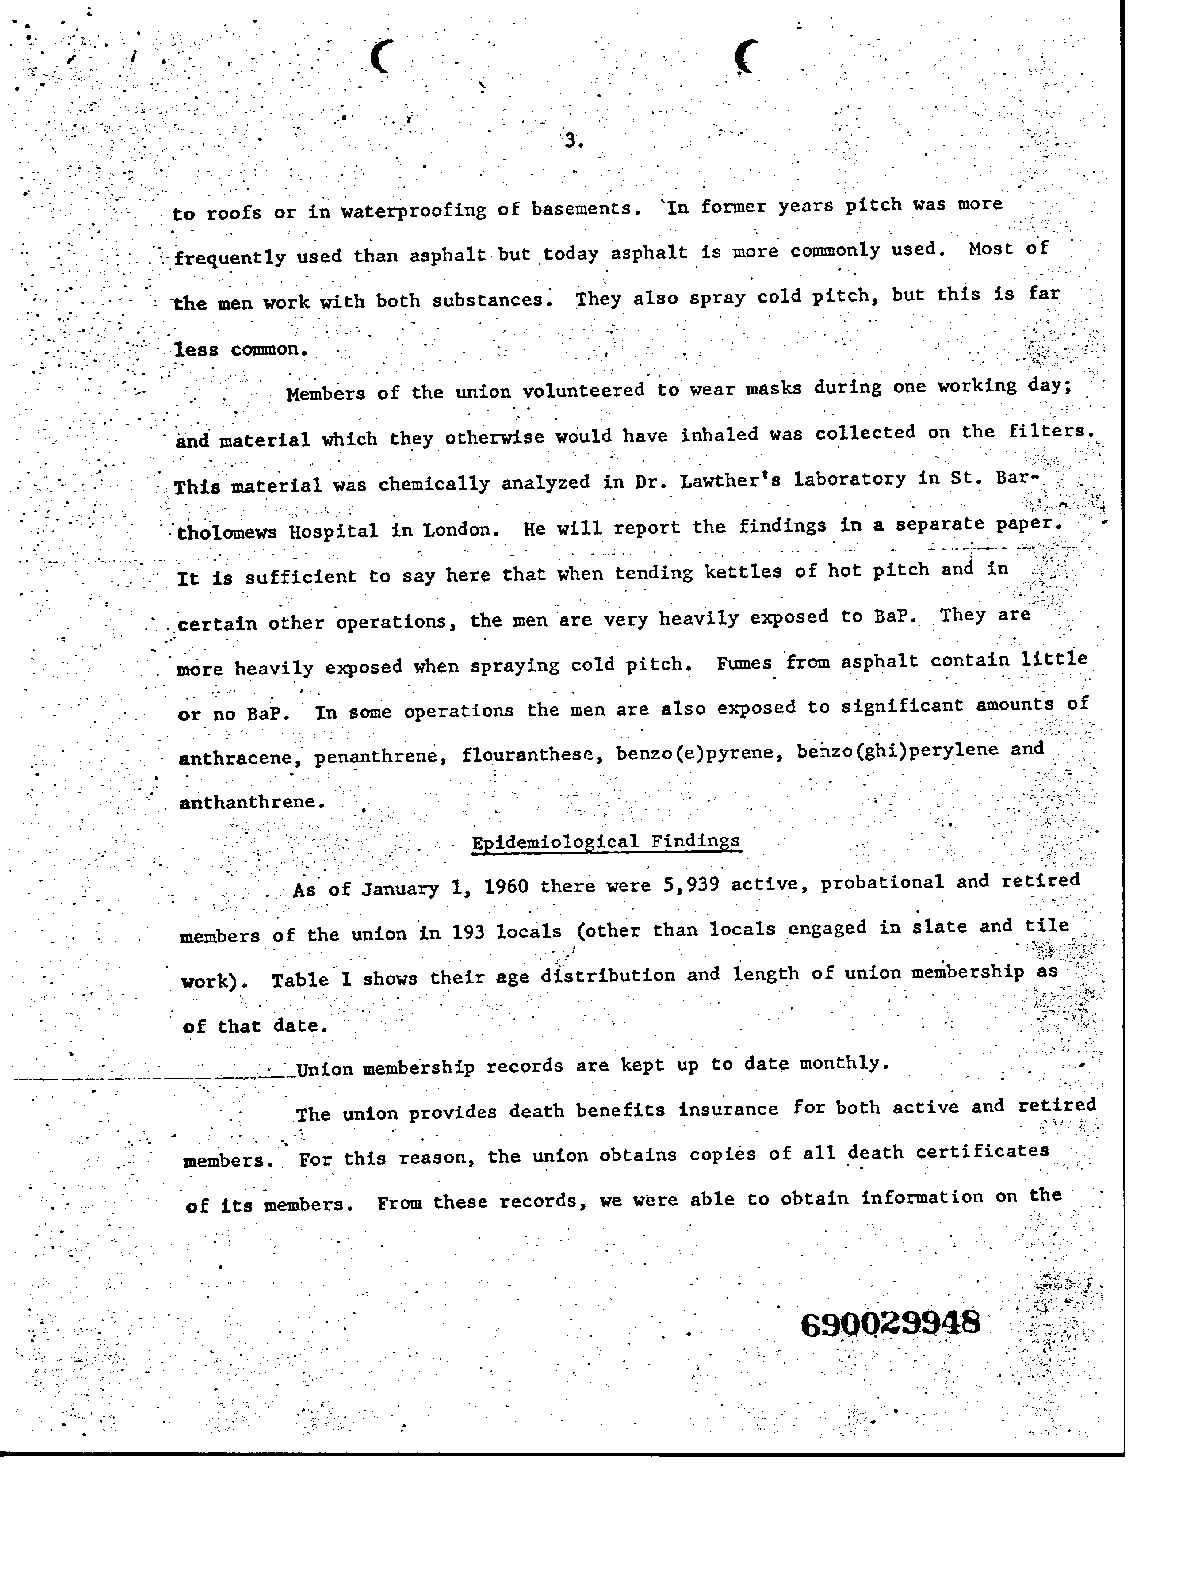 3.
to roofs or in waterproofing of basements. In former years pitch was more
frequently used than asphalt but today asphalt is more commonly used. Most of
the men work with both substances. They also spray cold pitch, but this is far
less common.
Members of the union volunteered to wear masks during one working day;
and material which they otherwise would have inhaled was collected on the filters.
This material was chemically analyzed in Dr. Lawther's laboratory in St. Bar-
tholomews Hospital in London. He will report the findings in a separate paper.
It is sufficient to say here that when tending kettles of hot pitch and in
certain other operations, the men are very heavily exposed to BaP. They are
more heavily exposed when spraying cold pitch. Fumes from asphalt contain little
or no BaP. In some operations the men are also exposed to significant amounts of
anthracene, penanthrene, flouranthese, benzo(e)pyrene, benzo(ghi)perylene and
anthanthrene.
Epidemiological Findings
As of January 1, 1960 there were 5,939 active, probational and retired
members of the union in 193 locals (other than locals engaged in slate and tile
work). Table 1 shows their age distribution and length of union membership as
of that date.
Union membership records are kept up to date monthly.
The union provides death benefits insurance for both active and retired
members. For this reason, the union obtains copies of all death certificates
of its members. From these records, we were able to obtain information on the
690029948